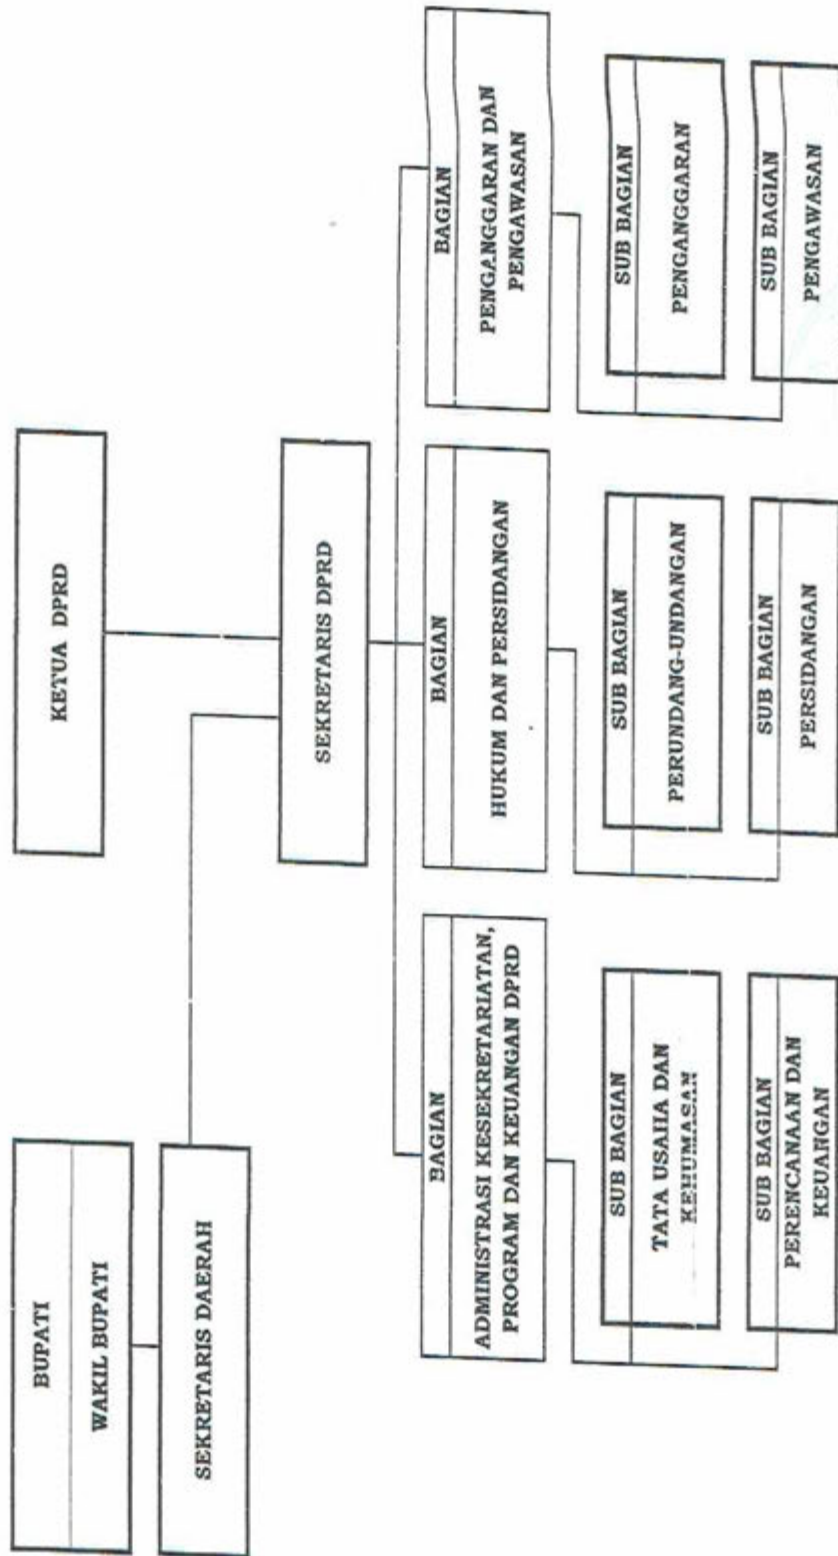 BUPATI
WAKIL BUPATI
SEKRETARIS DAERAH
KETUA DPRD
SEKRETARIS DPRD
BAGIAN
ADMINISTRASI KESEKRETARIATAN,
PROGRAM DAN KEUANGAN DPRD
SUB BAGIAN
TATA USAHA DAN
KEHUMASAN
SUB BAGIAN
PERENCANAAN DAN
KEUANGAN
BAGIAN
HUKUM DAN PERSIDANGAN
SUB BAGIAN
PERUNDANG-UNDANGAN
SUB BAGIAN
PERSIDANGAN
BAGIAN
PENGANGGARAN DAN
PENGAWASAN
SUB BAGIAN
PENGANGGARAN
SUB BAGIAN
PENGAWASAN